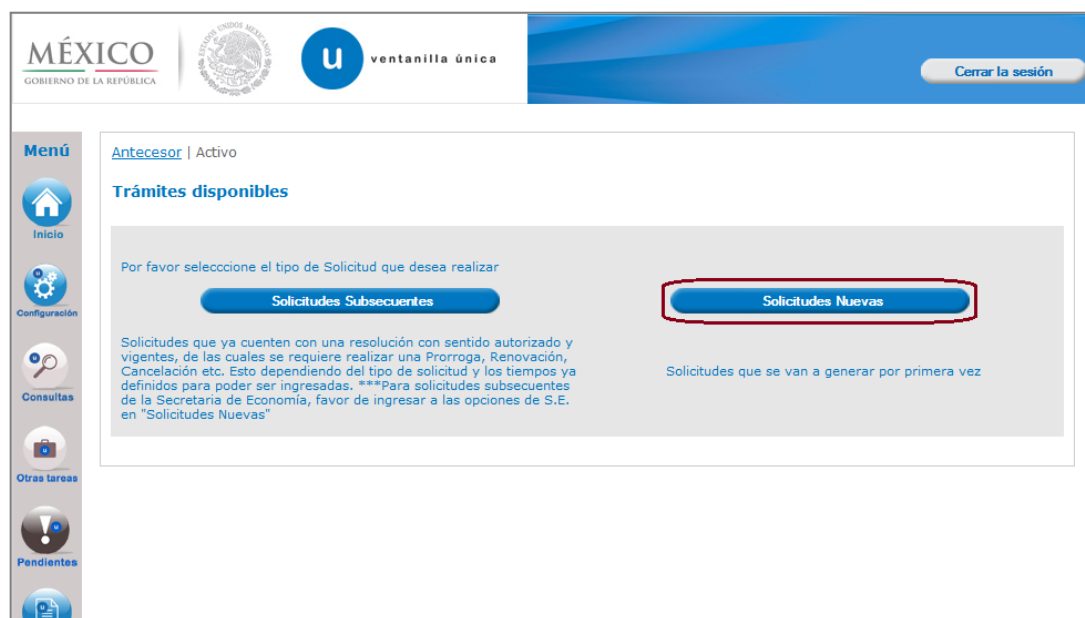 MÉXICO
GOBIERNO DE LA REPÚBLICA
ESTADOS UNIDOS MEXICANOS
u
ventanilla única
Cerrar la sesión
Menú
Inicio
Configuración
Consultas
Otras tareas
Pendientes
Antecesor | Activo
Trámites disponibles
Por favor selecccione el tipo de Solicitud que desea realizar
Solicitudes Subsecuentes
Solicitudes que ya cuenten con una resolución con sentido autorizado y
vigentes, de las cuales se requiere realizar una Prorroga, Renovación,
Cancelación etc. Esto dependiendo del tipo de solicitud y los tiempos ya
definidos para poder ser ingresadas. ***Para solicitudes subsecuentes
de la Secretaria de Economía, favor de ingresar a las opciones de S.E.
en "Solicitudes Nuevas"
Solicitudes Nuevas
Solicitudes que se van a generar por primera vez